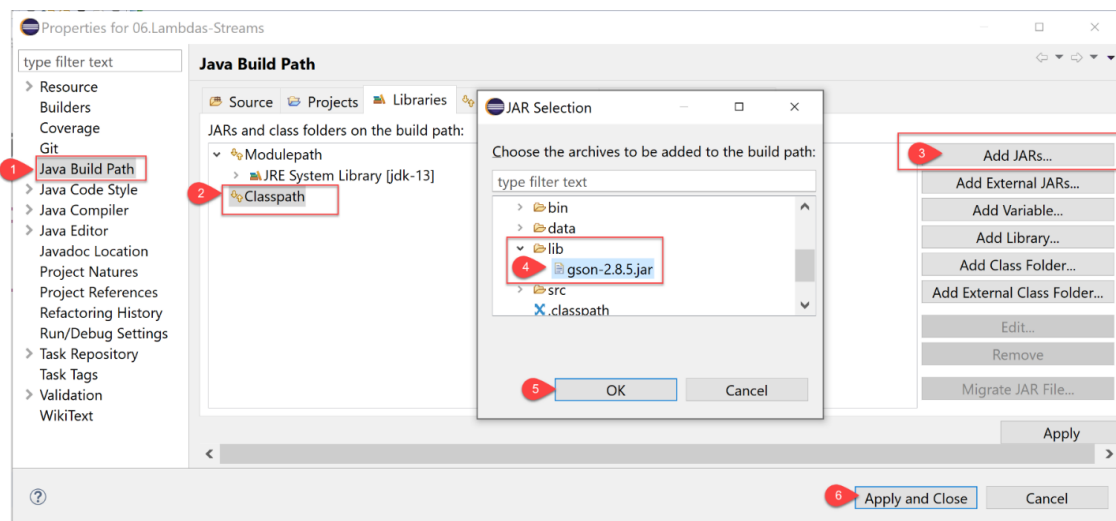 Properties for 06.Lambdas-Streams
type filter text
Resource
Builders
Coverage
Git
1
Java Build Path
Java Code Style
Java Compiler
Java Editor
Javadoc Location
Project Natures
Project References
Refactoring History
Run/Debug Settings
Task Repository
Task Tags
Validation
WikiText
Java Build Path
Source
Projects
Libraries
JARs and class folders on the build path:
Modulepath
JRE System Library [jdk-13]
2
Classpath
JAR Selection
Choose the archives to be added to the build path:
type filter text
bin
data
lib
4
gson-2.8.5.jar
src
.classpath
5
OK
Cancel
3
Add JARs...
Add External JARs...
Add Variable...
Add Library...
Add Class Folder...
Add External Class Folder...
Edit...
Remove
Migrate JAR File...
Apply
?
6
Apply and Close
Cancel